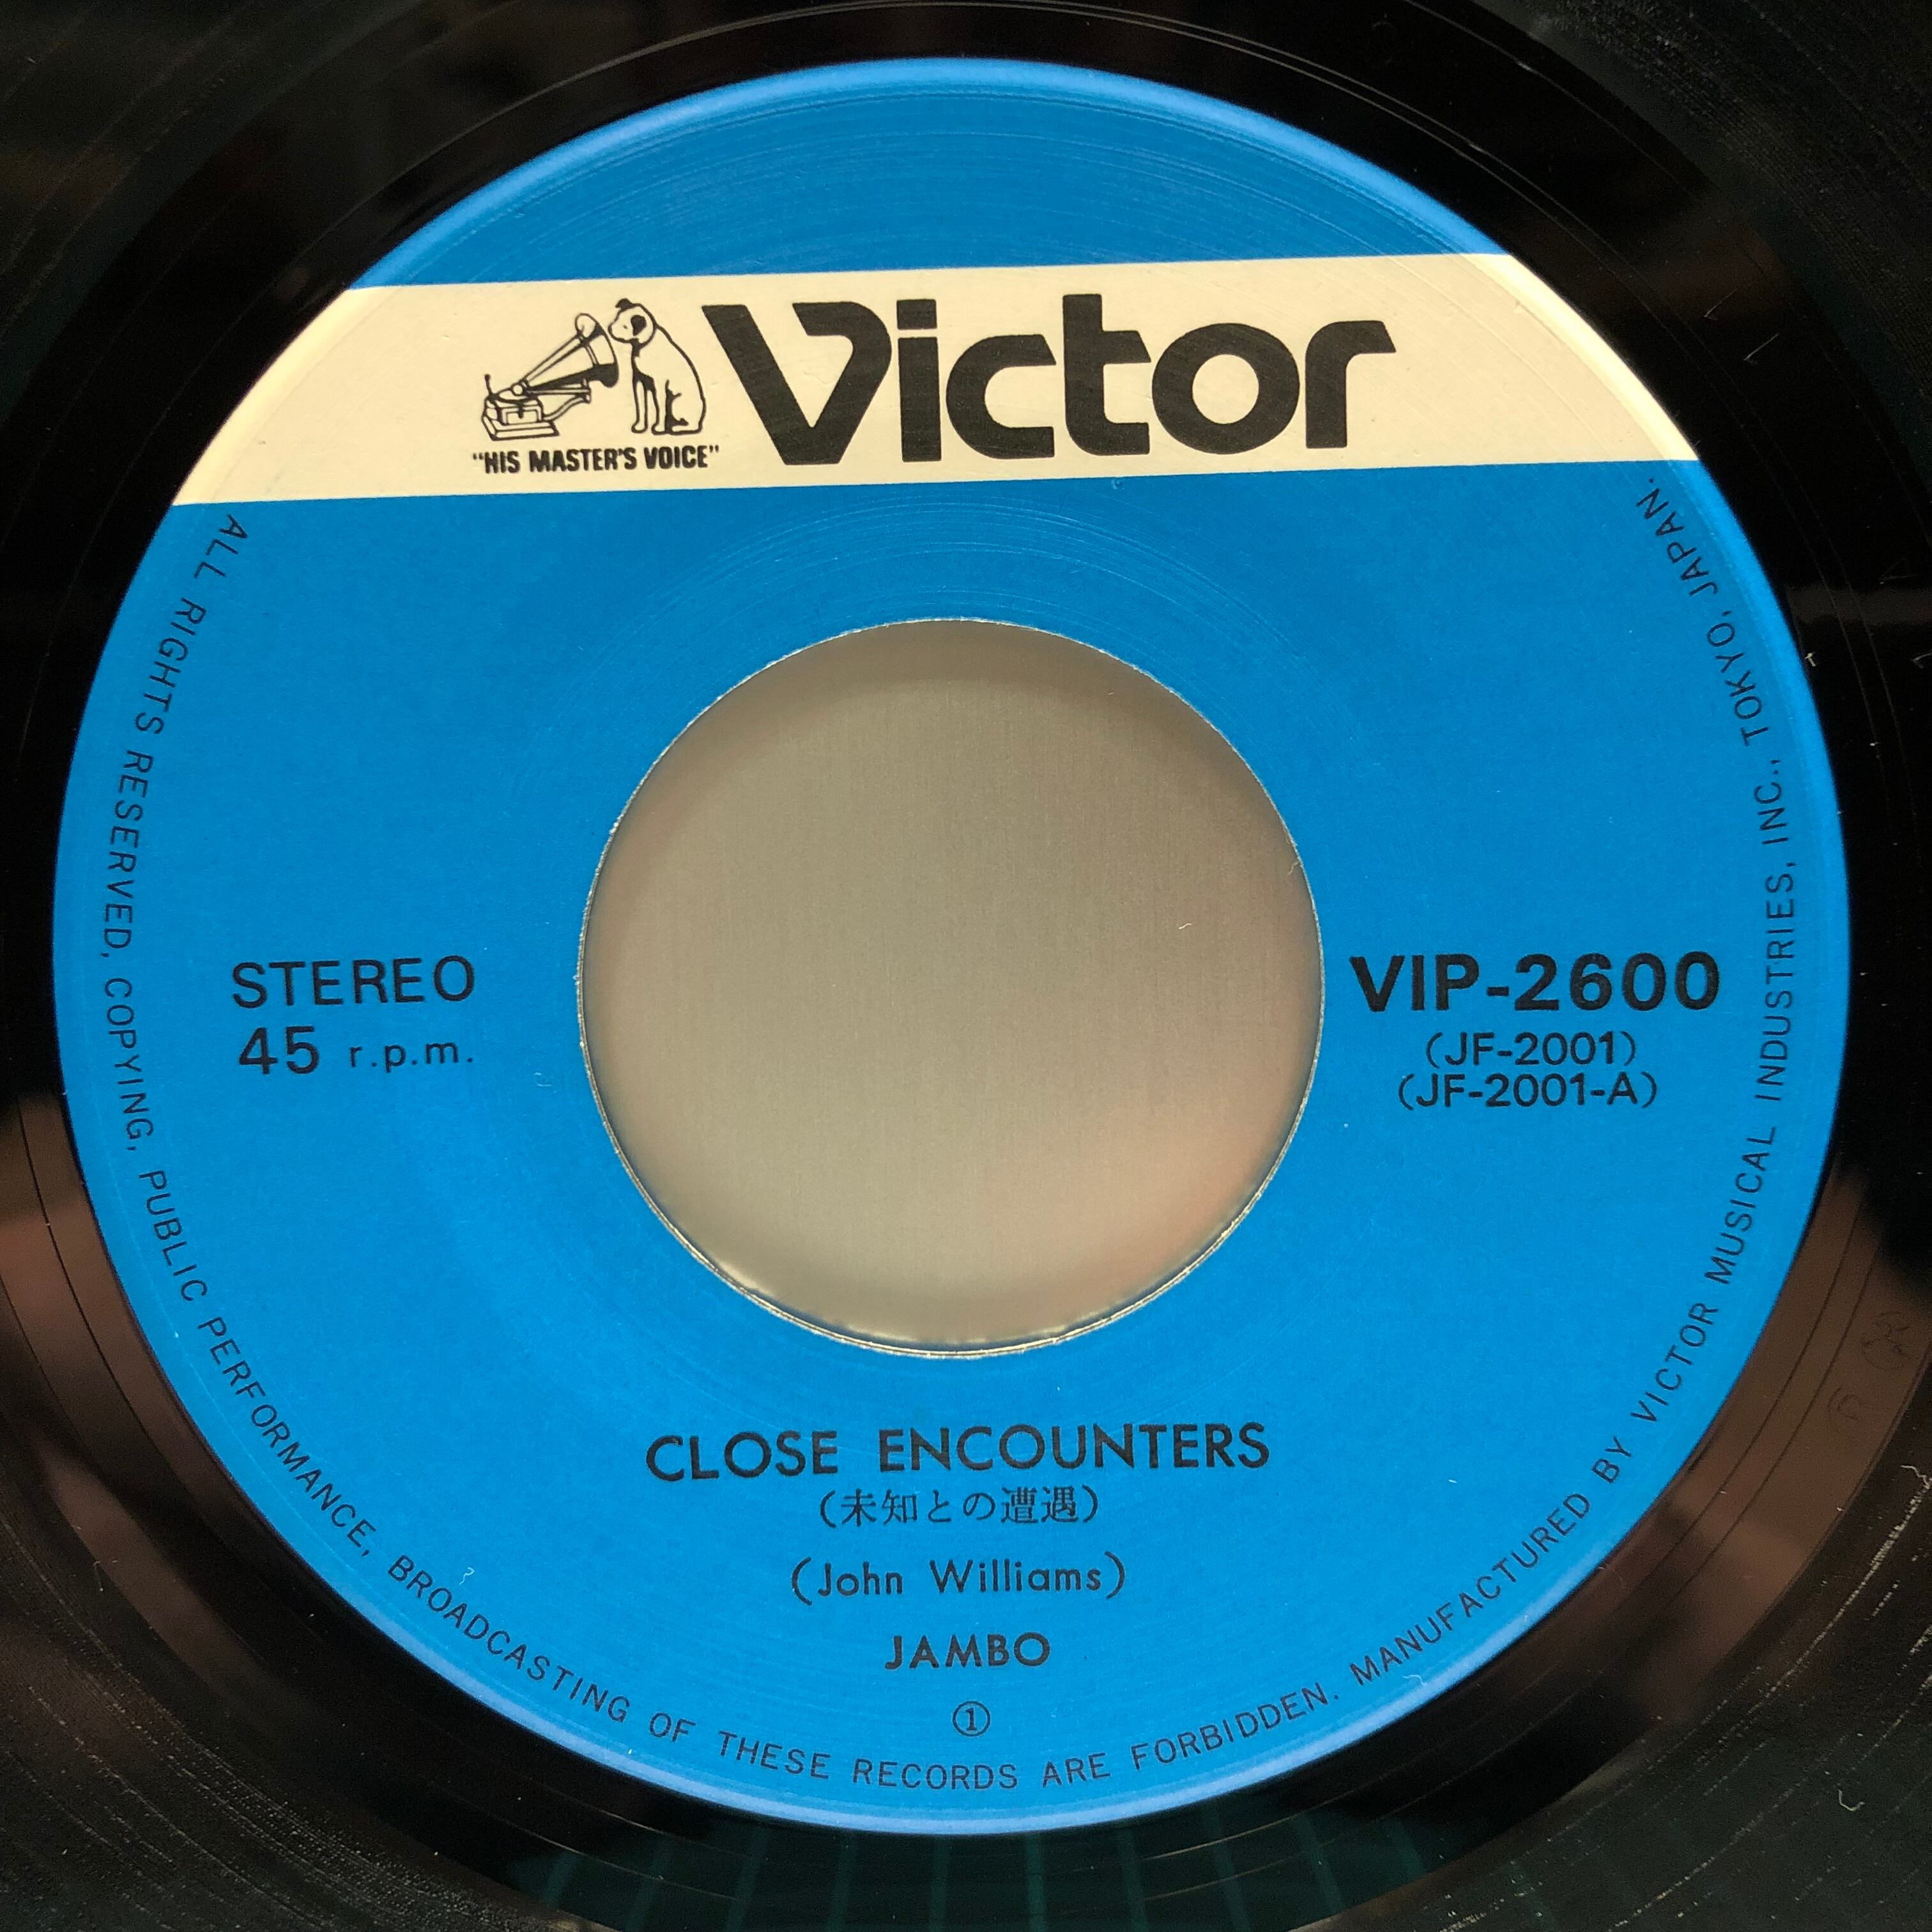 Victor
"HIS MASTER'S VOICE"
STEREO
45 r.p.m.
VIP-2600
(JF-2001)
(JF-2001-A)
CLOSE ENCOUNTERS
(未知との遭遇)
(John Williams)
JAMBO
①
ALL RIGHTS RESERVED, COPYING, PUBLIC PERFORMANCE, BROADCASTING OF THESE RECORDS ARE FORBIDDEN. MANUFACTURED BY VICTOR MUSICAL INDUSTRIES, INC., TOKYO, JAPAN.